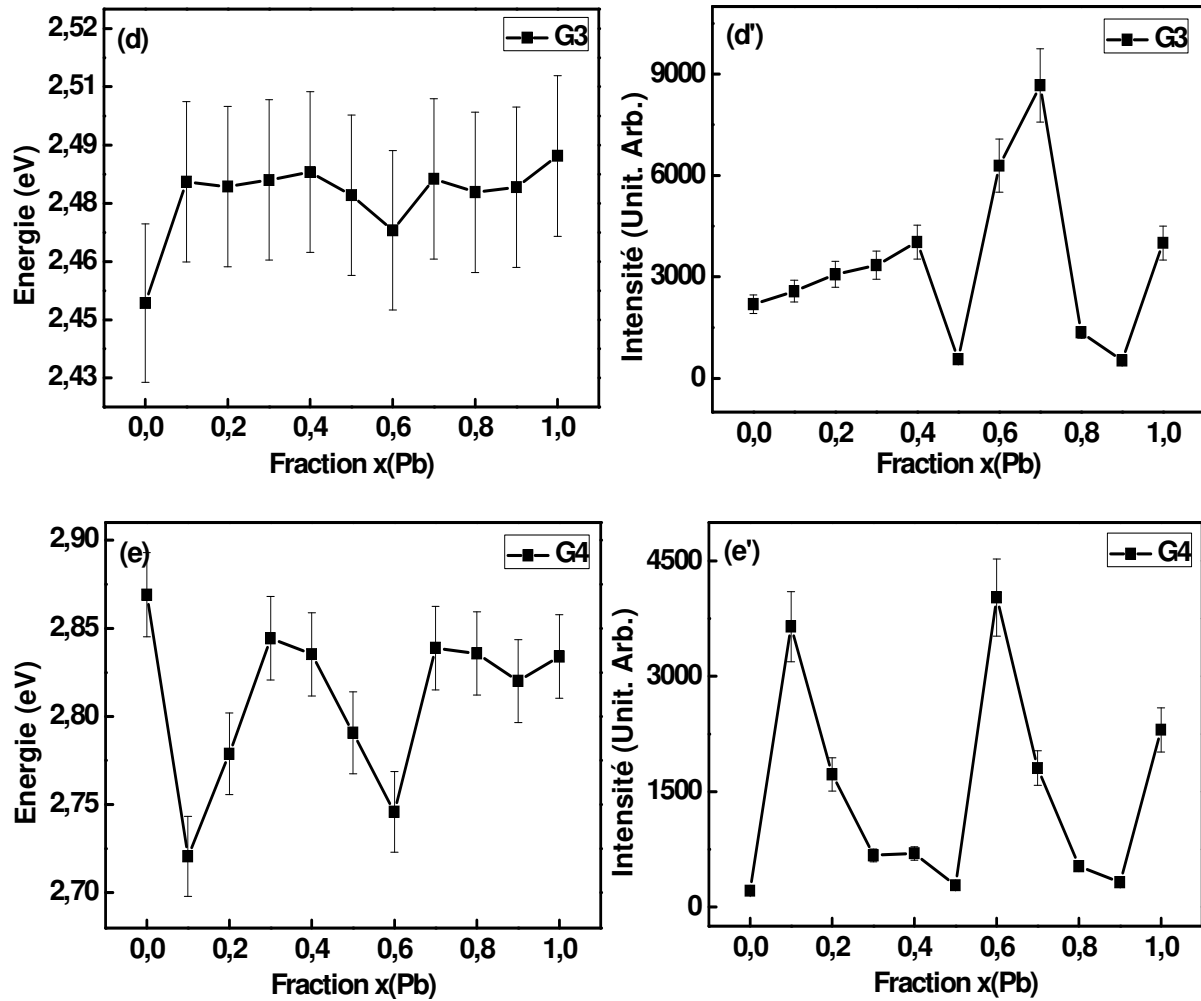 (d)
G3
2,52
2,51
2,49
2,48
2,46
2,45
2,43
Energie (eV)
0,0 0,2 0,4 0,6 0,8 1,0
Fraction x(Pb)
(d')
G3
9000
6000
3000
0
Intensité (Unit. Arb.)
0,0 0,2 0,4 0,6 0,8 1,0
Fraction x(Pb)
(e)
G4
2,90
2,85
2,80
2,75
2,70
Energie (eV)
0,0 0,2 0,4 0,6 0,8 1,0
Fraction x(Pb)
(e')
G4
4500
3000
1500
0
Intensité (Unit. Arb.)
0,0 0,2 0,4 0,6 0,8 1,0
Fraction x(Pb)